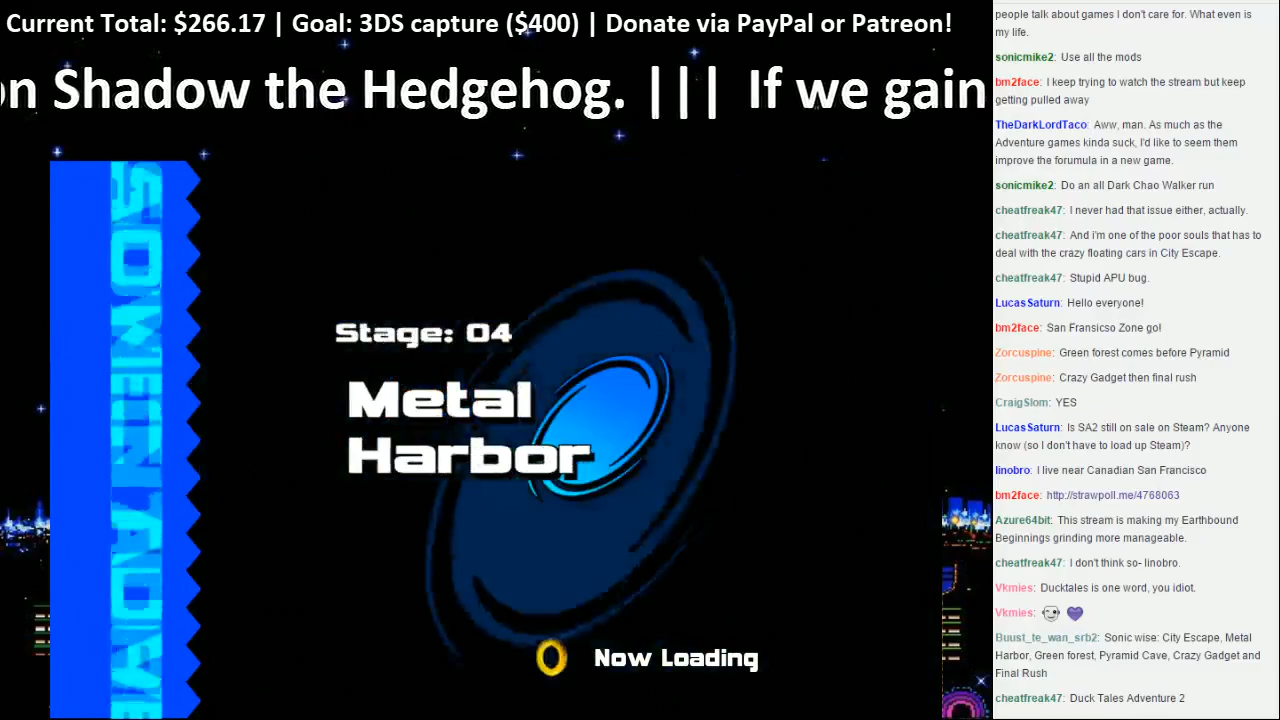 Current Total: $266.17 | Goal: 3DS capture ($400) | Donate via PayPal or Patreon!
on Shadow the Hedgehog. ||| If we gain
SONIC ADVE
Stage: 04
Metal
Harbor
Now Loading
people talk about games I don't care for. What even is
my life.
sonicmike2: Use all the mods
bm2face: I keep trying to watch the stream but keep
getting pulled away
TheDarkLordTaco: Aww, man. As much as the
Adventure games kinda suck, I'd like to seem them
improve the forumula in a new game.
sonicmike2: Do an all Dark Chao Walker run
cheatfreak47: I never had that issue either, actually.
cheatfreak47: And i'm one of the poor souls that has to
deal with the crazy floating cars in City Escape.
cheatfreak47: Stupid APU bug.
LucasSaturn: Hello everyone!
bm2face: San Fransicso Zone go!
Zorcuspine: Green forest comes before Pyramid
Zorcuspine: Crazy Gadget then final rush
CraigSlom: YES
LucasSaturn: Is SA2 still on sale on Steam? Anyone
know (so I don't have to load up Steam)?
linobro: I live near Canadian San Francisco
bm2face: http://strawpoll.me/4768063
Azure64bit: This stream is making my Earthbound
Beginnings grinding more manageable.
cheatfreak47: I don't think so- linobro.
Vkmies: Ducktales is one word, you idiot.
Vkmies:
Buust_te_wan_srb2: Sonic wise: City Escape, Metal
Harbor, Green forest, Pyramid Cave, Crazy Gadget and
Final Rush
cheatfreak47: Duck Tales Adventure 2